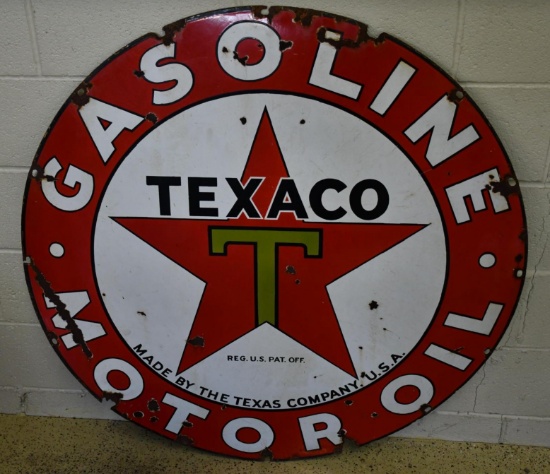 GASOLINE
TEXACO
T
REG. U.S. PAT. OFF.
MADE BY THE TEXAS COMPANY, U.S.A.
· MOTOR OIL ·